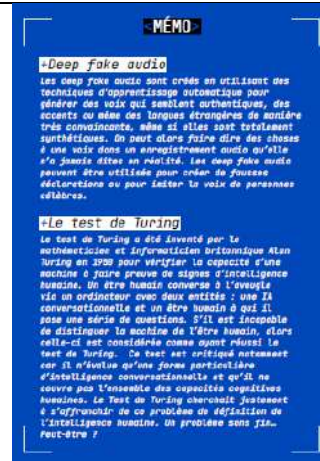 <MÉMO>
+Deep fake audio
Les deep fake audio sont créés en utilisant des
techniques d'apprentissage automatique pour
générer des voix qui semblent authentiques, des
accents ou même des langues étrangères de manière
très convaincante, même si elles sont totalement
synthétiques. On peut alors faire dire des choses
à une voix dans un enregistrement audio qu'elle
n'a jamais dites en réalité. Les deep fake audio
peuvent être utilisés pour créer de fausses
déclarations ou pour imiter la voix de personnes
célèbres.
+Le test de Turing
Le test de Turing a été inventé par le
mathématicien et informaticien britannique Alan
Turing en 1950 pour vérifier la capacité d'une
machine à faire preuve de signes d'intelligence
humaine. Un être humain converse à l'aveugle
via un ordinateur avec deux entités : une IA
conversationnelle et un être humain à qui il
pose une série de questions. S'il est incapable
de distinguer la machine de l'être humain, alors
celle-ci est considérée comme ayant réussi le
test de Turing. Ce test est critiqué notamment
car il n'évalue qu'une forme particulière
d'intelligence conversationnelle et qu'il ne
couvre pas l'ensemble des capacités cognitives
humaines. Le Test de Turing cherchait justement
à s'affranchir de ce problème de définition de
l'intelligence humaine. Un problème sans fin…
Peut-être ?